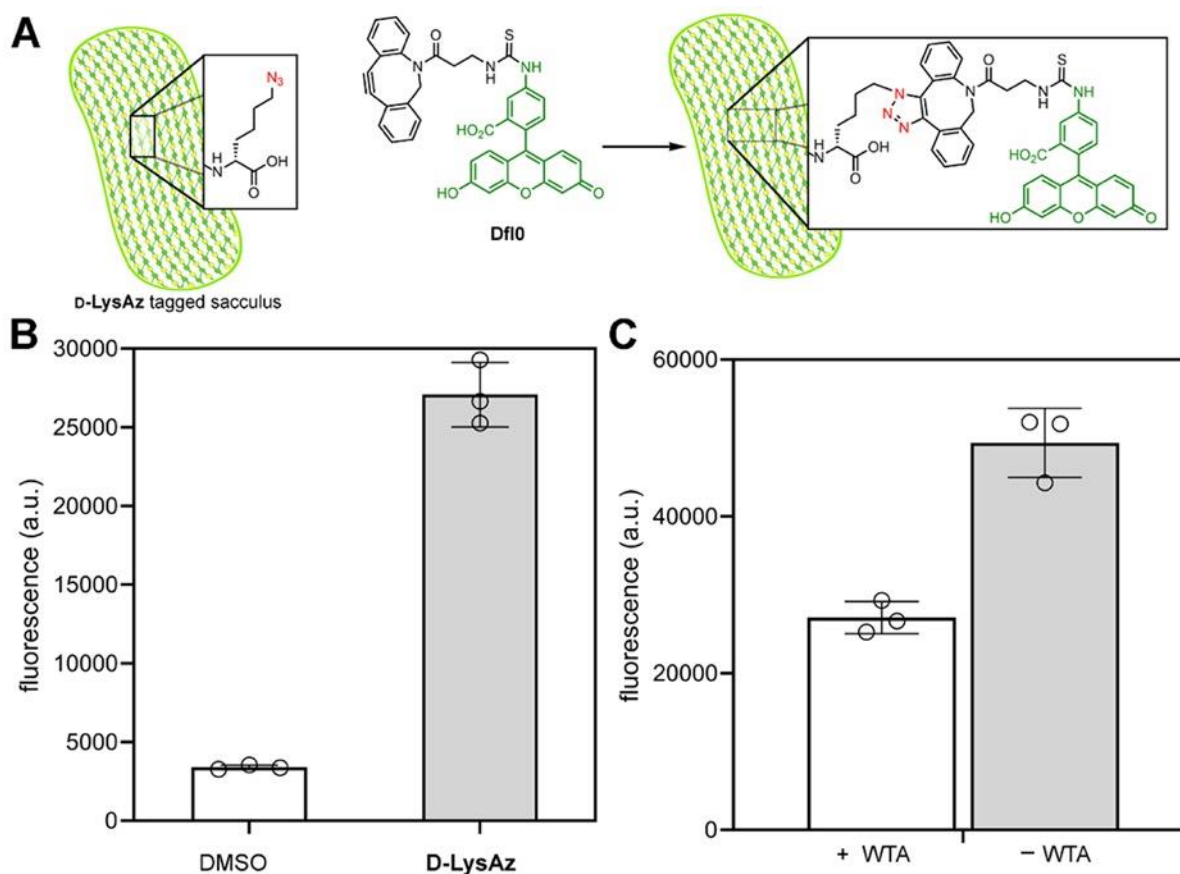 A
N3
H
N
OH
O
D-LysAz tagged sacculus
O
N
N
H
S
NH
CO2H
HO
O
O
Dfl0
N
N
N
N
O
N
H
S
NH
H
N
OH
O
HO2C
HO
O
O
B
fluorescence (a.u.)
30000
25000
20000
15000
10000
5000
0
DMSO
D-LysAz
C
fluorescence (a.u.)
60000
40000
20000
0
+ WTA
− WTA